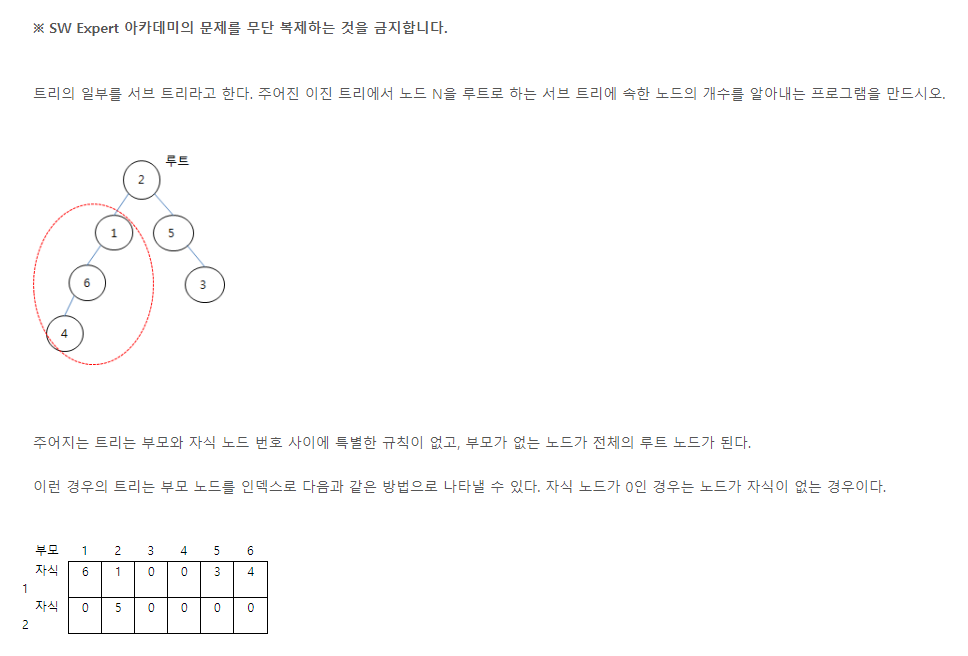 ※ SW Expert 아카데미의 문제를 무단 복제하는 것을 금지합니다.
트리의 일부를 서브 트리라고 한다. 주어진 이진 트리에서 노드 N을 루트로 하는 서브 트리에 속한 노드의 개수를 알아내는 프로그램을 만드시오.
루트
2
1 5
6 3
4
주어지는 트리는 부모와 자식 노드 번호 사이에 특별한 규칙이 없고, 부모가 없는 노드가 전체의 루트 노드가 된다.
이런 경우의 트리는 부모 노드를 인덱스로 다음과 같은 방법으로 나타낼 수 있다. 자식 노드가 0인 경우는 노드가 자식이 없는 경우이다.
부모 1 2 3 4 5 6
자식 6 1 0 0 3 4
1
자식 0 5 0 0 0 0
2